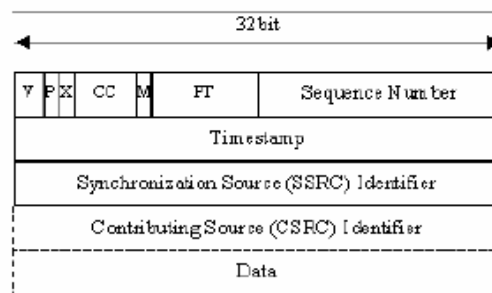 32bit
V P X CC M PT Sequence Number
Timestamp
Synchronization Source (SSRC) Identifier
Contributing Source (CSRC) Identifier
Data